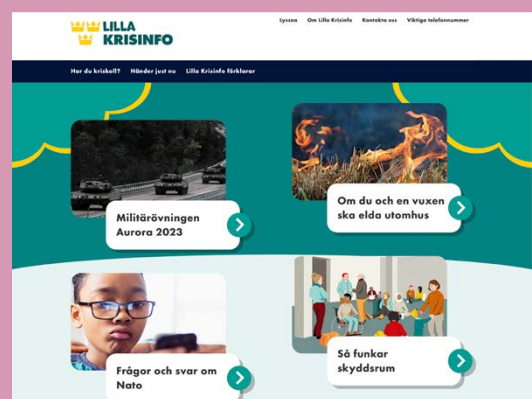 LILLA
KRISINFO
Lyssna Om Lilla Krisinfo Kontakta oss Viktiga telefonnummer
Har du kriskoll? Händer just nu Lilla Krisinfo förklarar
Militärövningen
Aurora 2023
Om du och en vuxen
ska elda utomhus
Frågor och svar om
Nato
Så funkar
skyddsrum